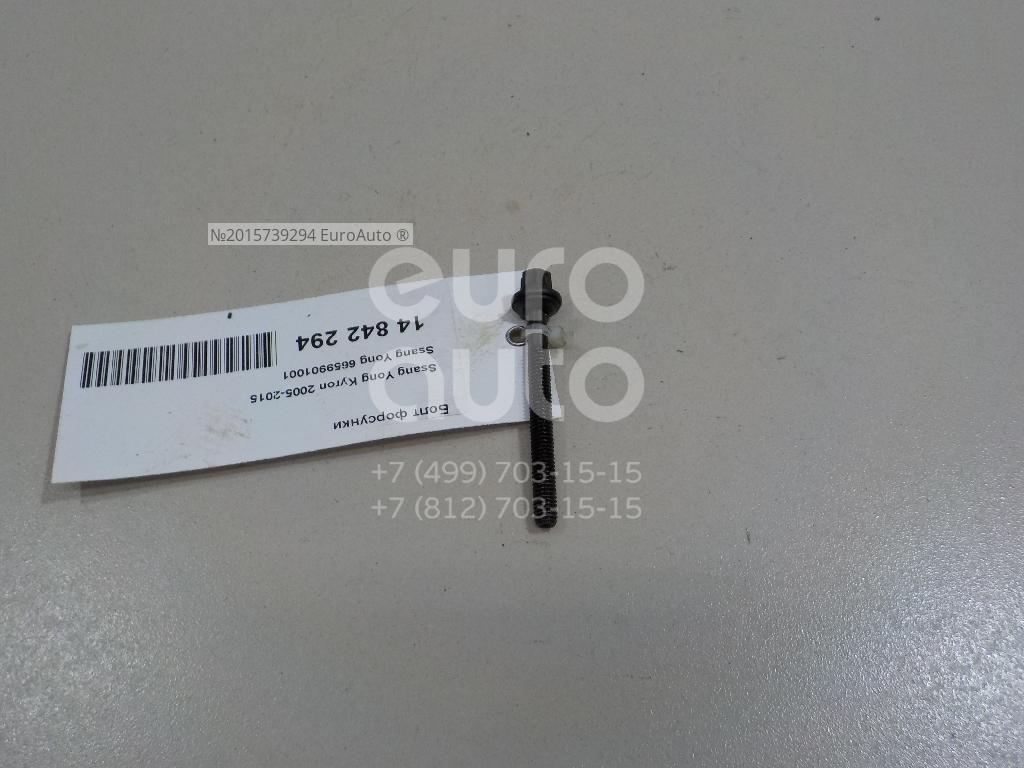 №2015739294 EuroAuto ®
euro
auto
+7 (499) 703-15-15
+7 (812) 703-15-15
Болт форсунки
Ssang Yong Kyron 2005-2015
Ssang Yong 6659901001
14 842 294